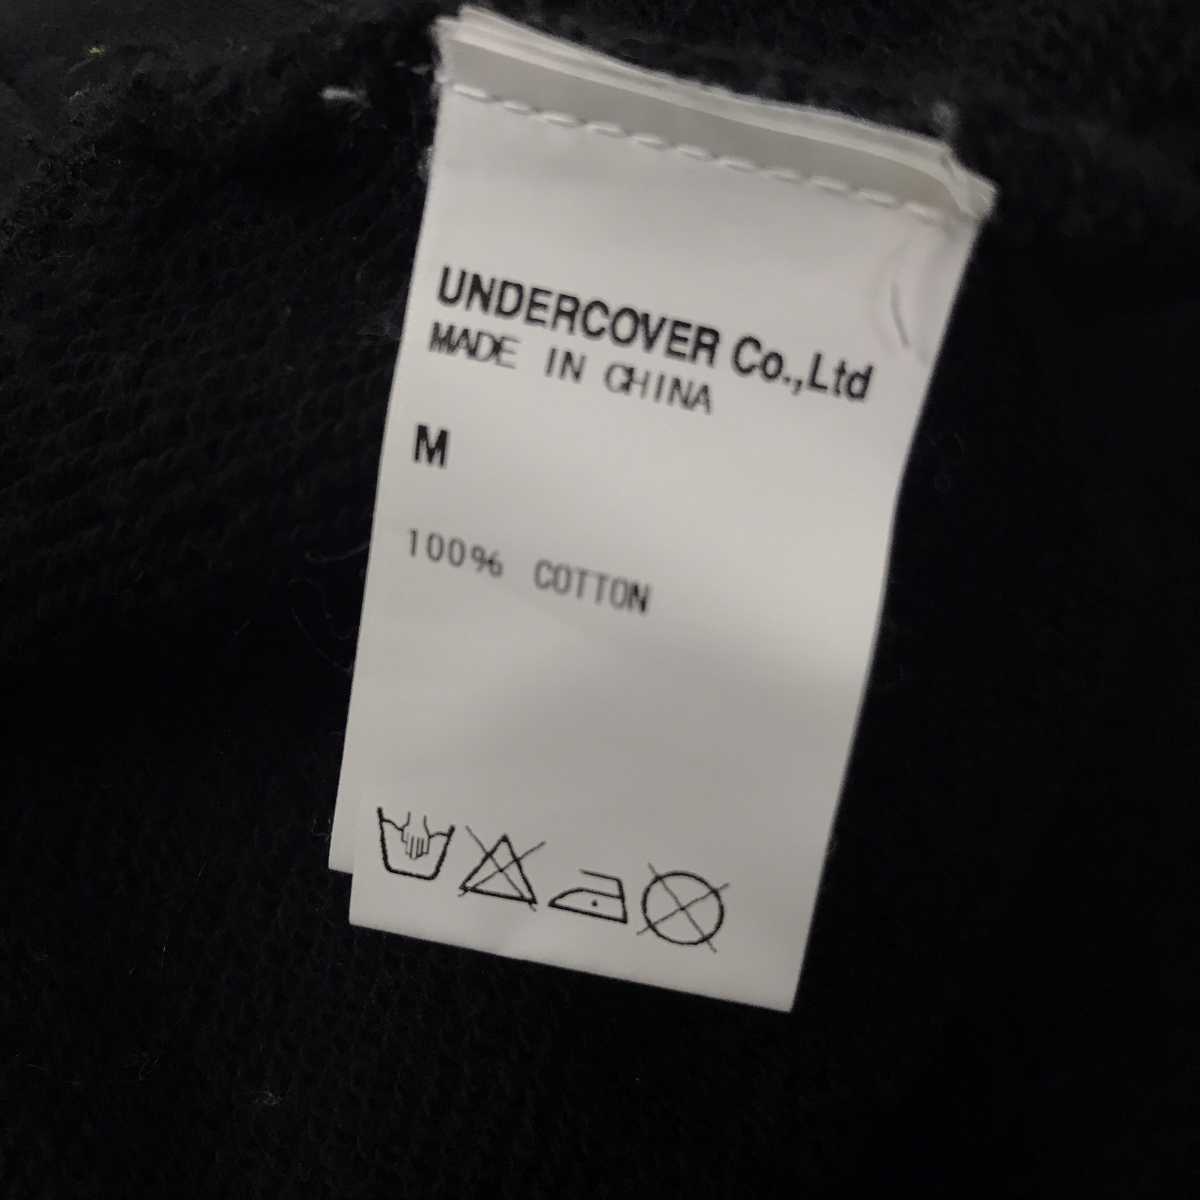 UNDERCOVER Co.,Ltd
MADE IN CHINA
M
100% COTTON